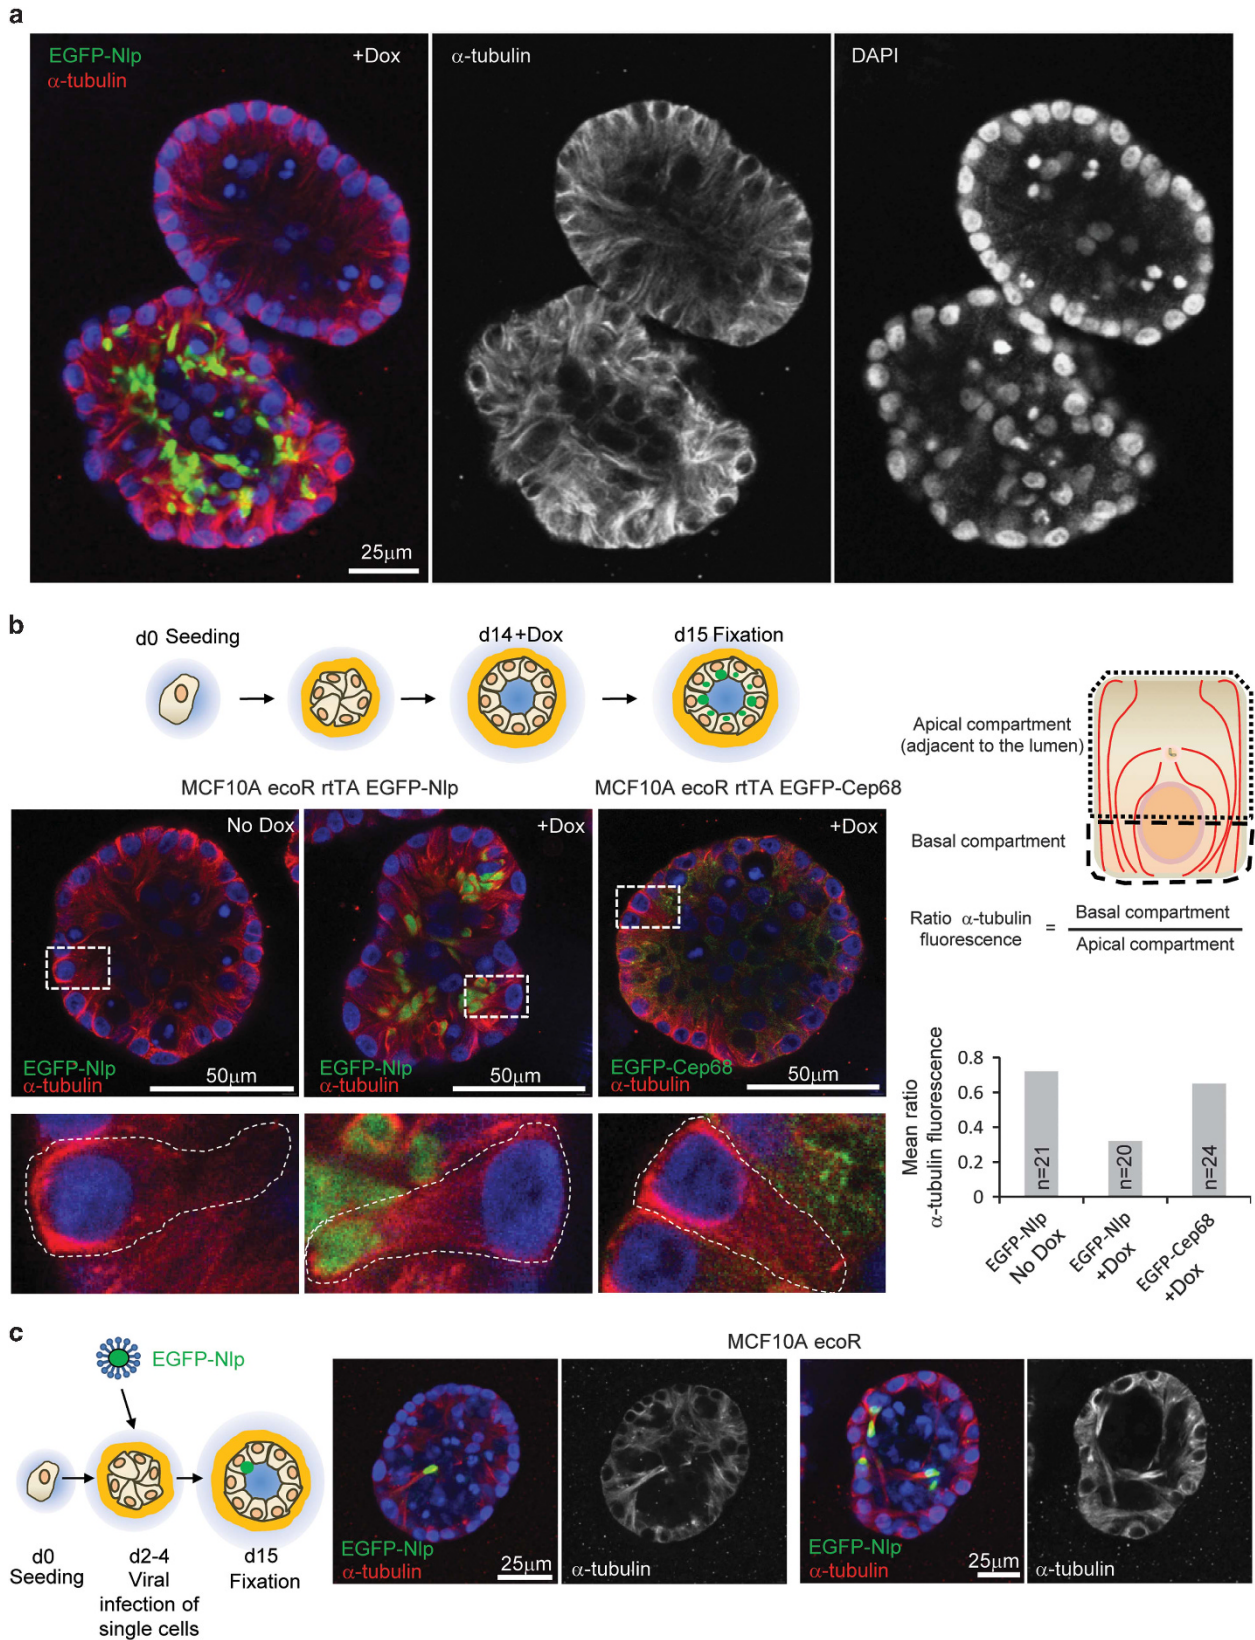 a
EGFP-Nlp
α-tubulin
+Dox
α-tubulin
DAPI
25μm
b
d0 Seeding
d14+Dox
d15 Fixation
MCF10A ecoR rtTA EGFP-Nlp
MCF10A ecoR rtTA EGFP-Cep68
No Dox
EGFP-Nlp
α-tubulin
50μm
+Dox
EGFP-Nlp
α-tubulin
50μm
+Dox
EGFP-Cep68
α-tubulin
50μm
Apical compartment
(adjacent to the lumen)
Basal compartment
Ratio α-tubulin
fluorescence
=
Basal compartment
Apical compartment
Mean ratio
α-tubulin fluorescence
0.8
0.6
0.4
0.2
0
n=21
n=20
n=24
EGFP-Nlp
No Dox
EGFP-Nlp
+Dox
EGFP-Cep68
+Dox
c
EGFP-Nlp
d0
Seeding
d2-4
Viral
infection of
single cells
d15
Fixation
MCF10A ecoR
EGFP-Nlp
α-tubulin
25μm
α-tubulin
EGFP-Nlp
α-tubulin
25μm
α-tubulin